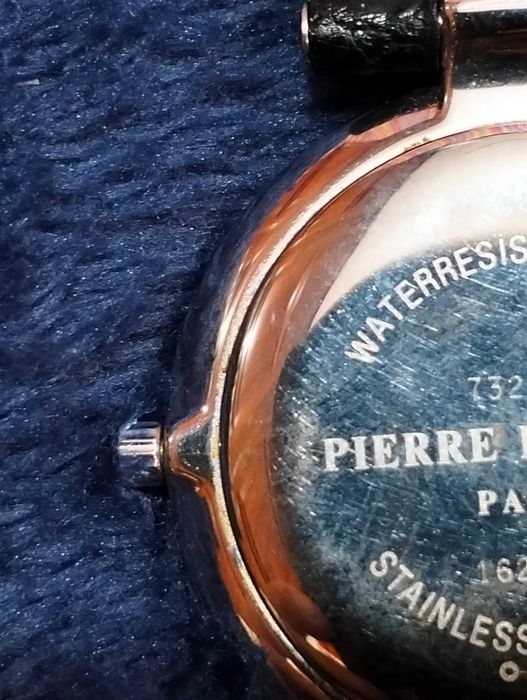 WATERRESIS
732
PIERRE
PA
162
STAINLESS